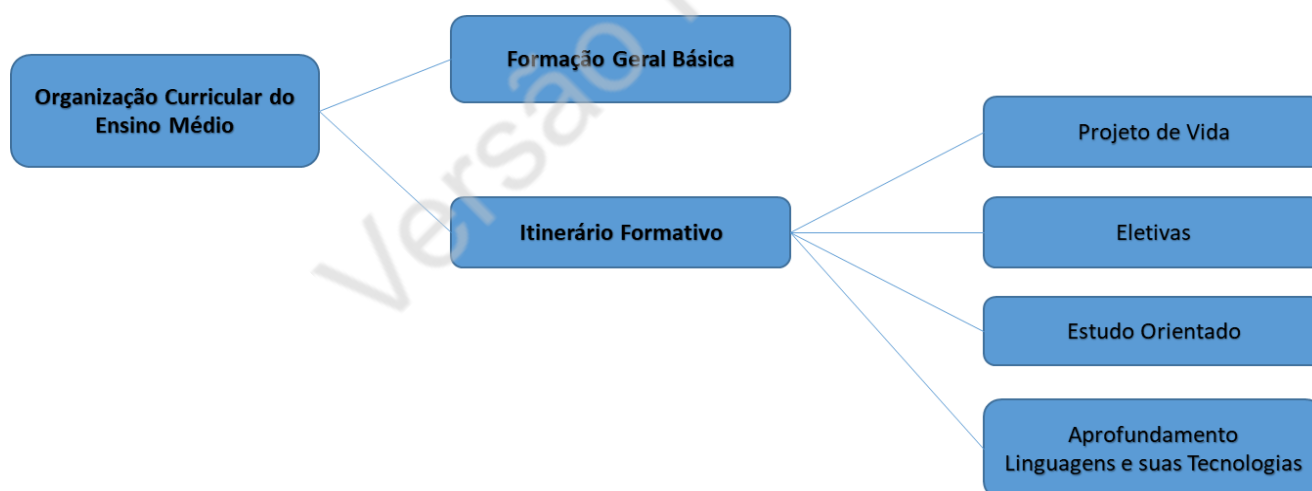 Formação Geral Básica
Organização Curricular do
Ensino Médio
Projeto de Vida
Itinerário Formativo
Eletivas
Estudo Orientado
Aprofundamento
Linguagens e suas Tecnologias
Versão